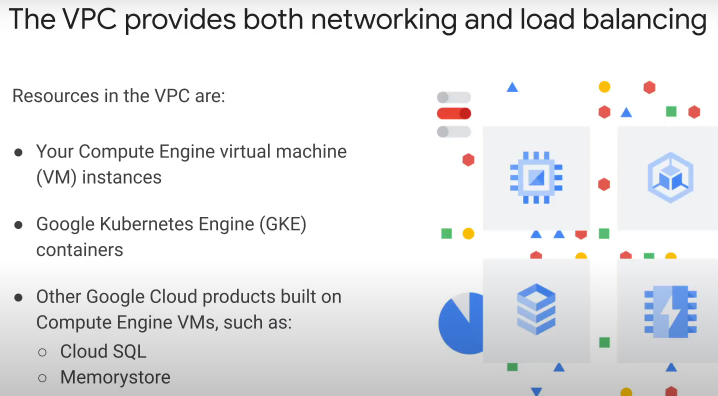 The VPC provides both networking and load balancing
Resources in the VPC are:
● Your Compute Engine virtual machine
(VM) instances
● Google Kubernetes Engine (GKE)
containers
● Other Google Cloud products built on
Compute Engine VMs, such as:
○ Cloud SQL
○ Memorystore